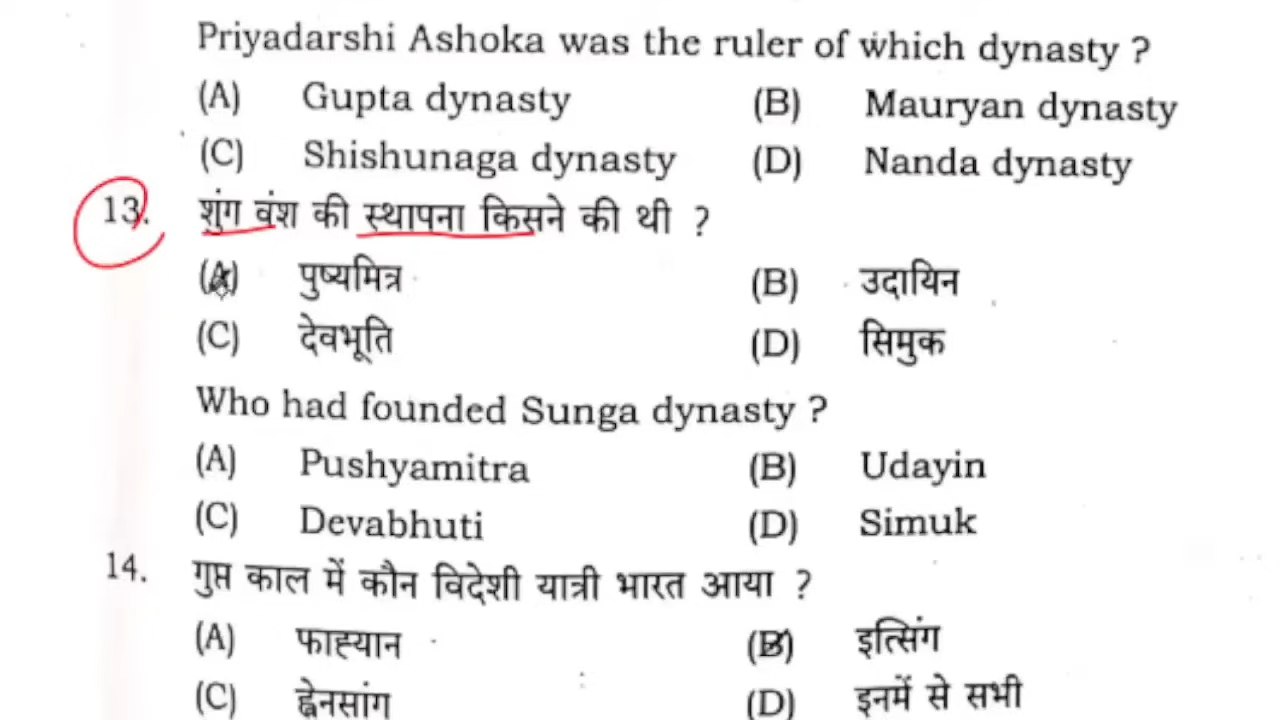 Priyadarshi Ashoka was the ruler of which dynasty ?
(A) Gupta dynasty (B) Mauryan dynasty
(C) Shishunaga dynasty (D) Nanda dynasty
13. शुंग वंश की स्थापना किसने की थी ?
(A) पुष्यमित्र (B) उदायिन
(C) देवभूति (D) सिमुक
Who had founded Sunga dynasty ?
(A) Pushyamitra (B) Udayin
(C) Devabhuti (D) Simuk
14. गुप्त काल में कौन विदेशी यात्री भारत आया ?
(A) फाह्यान (B) इत्सिंग
(C) ह्वेनसांग (D) इनमें से सभी